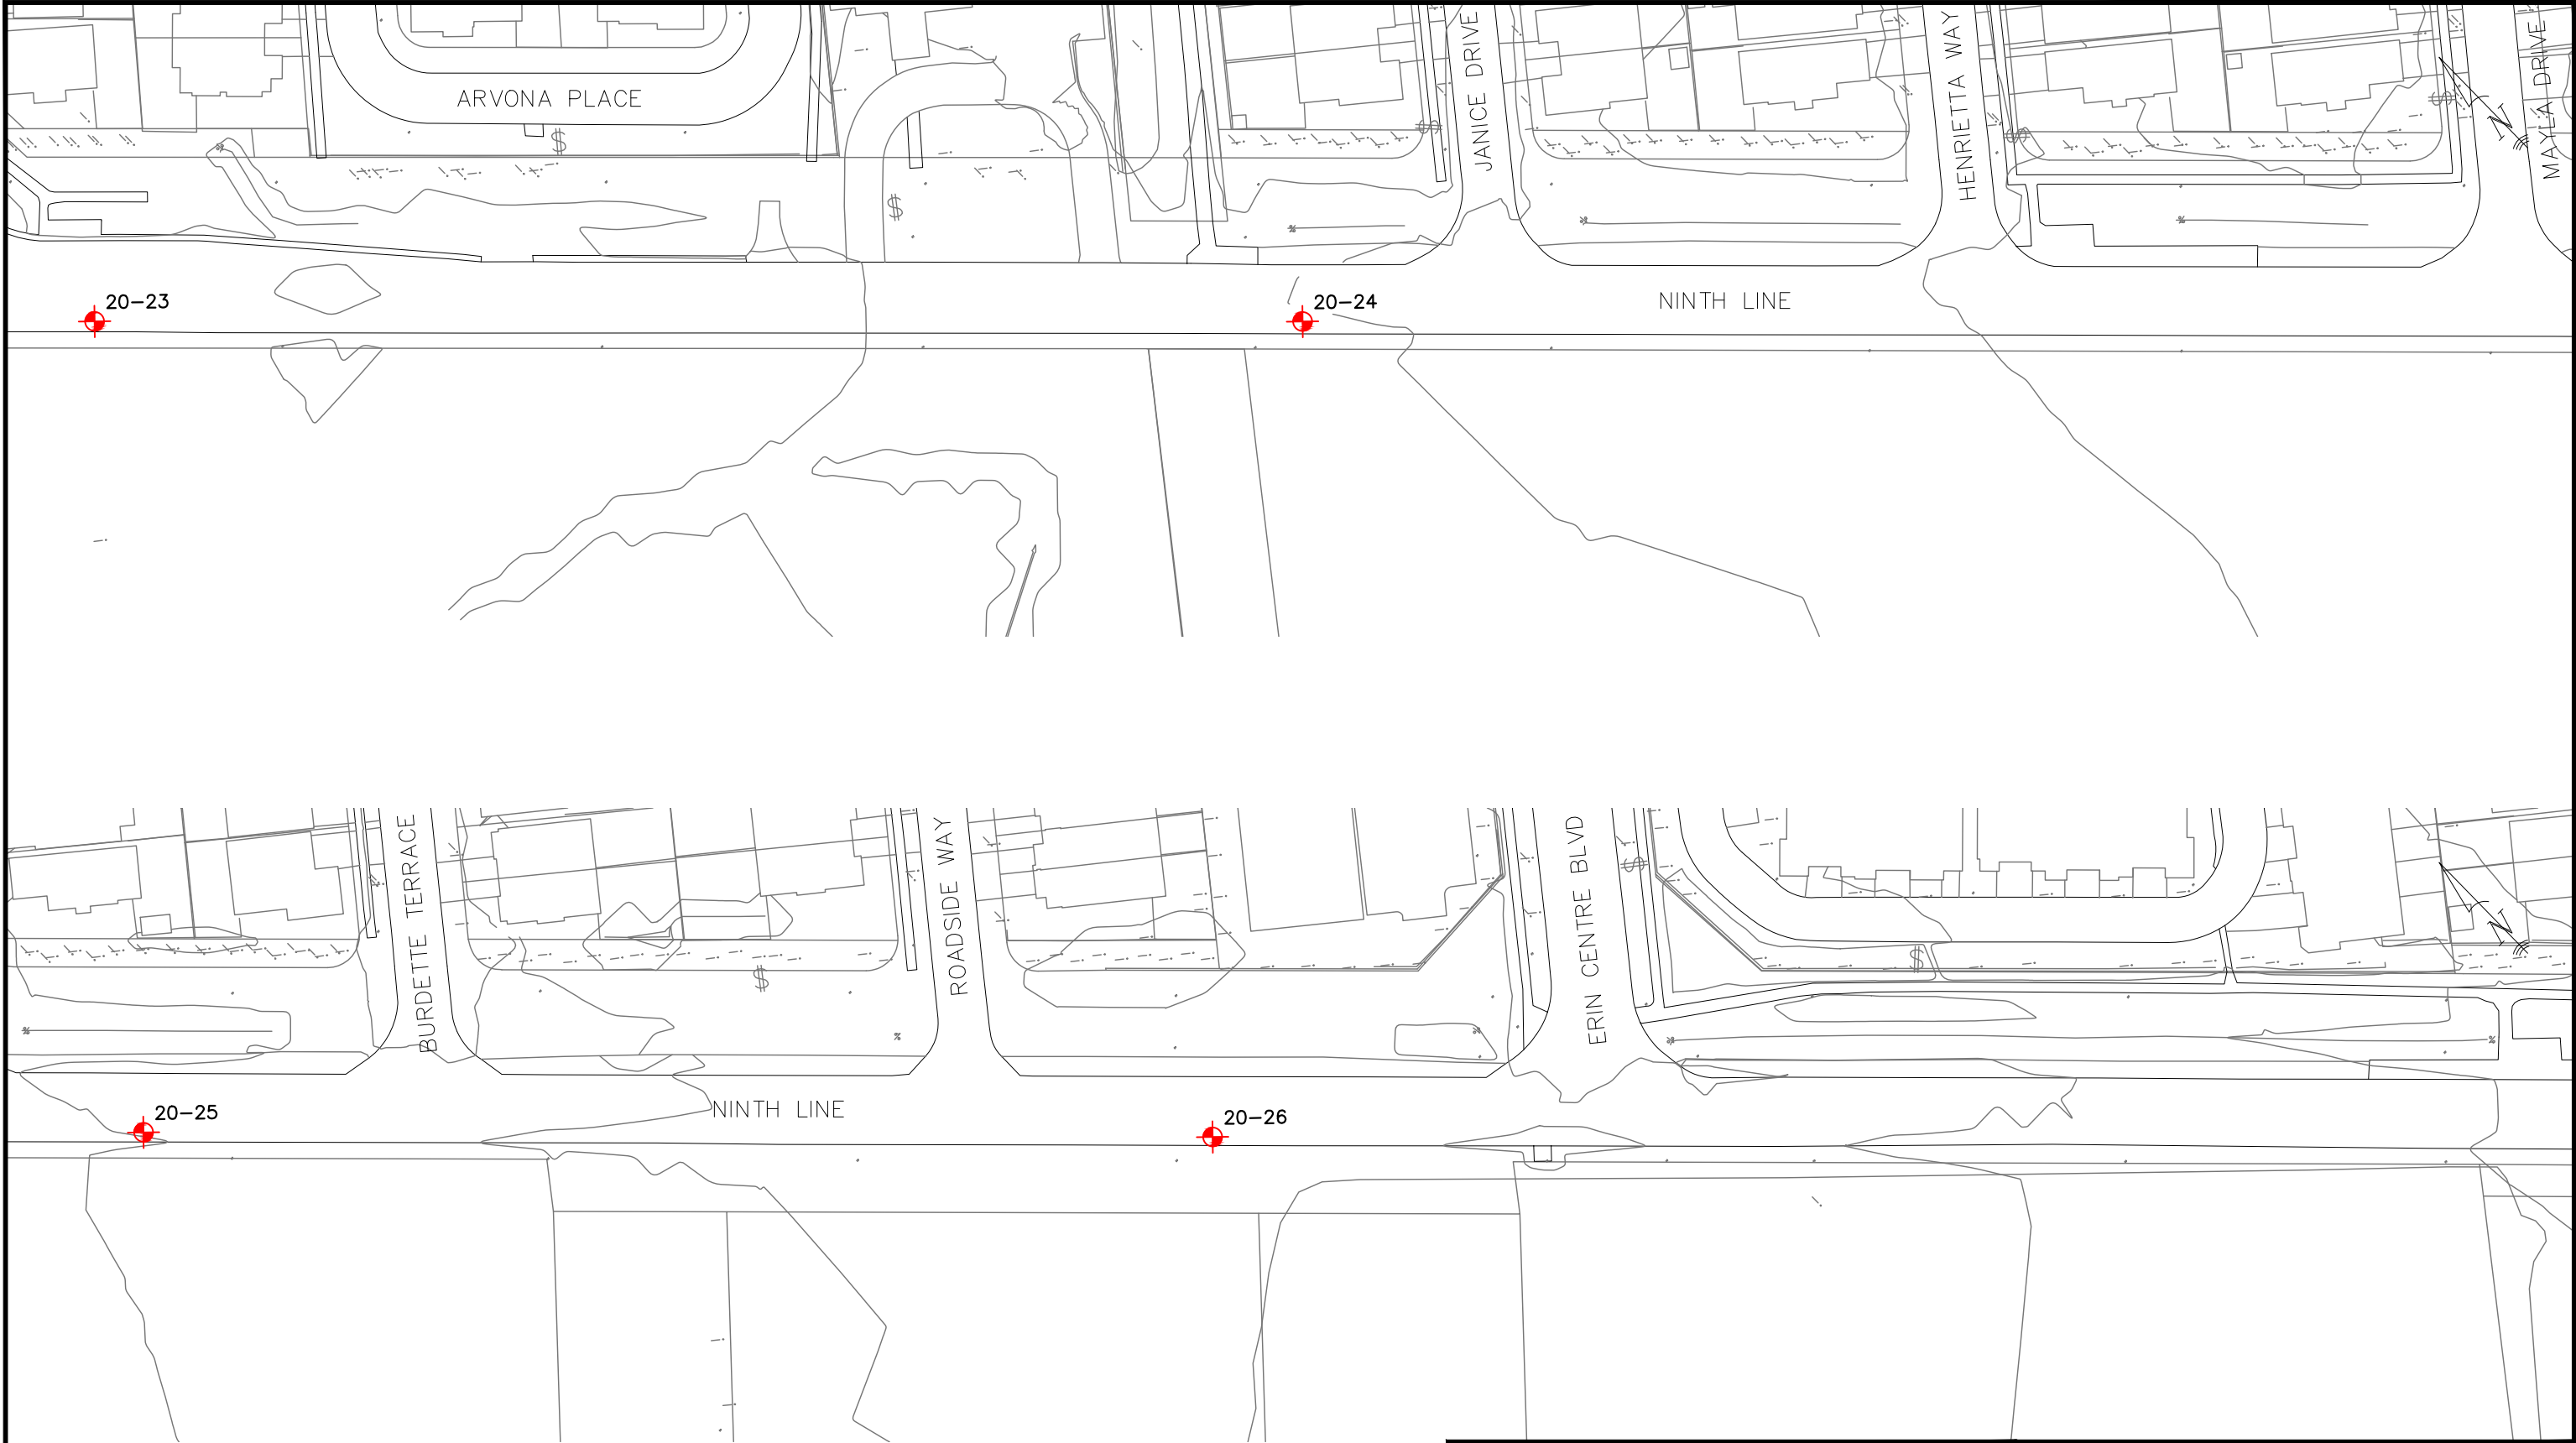 ARVONA PLACE
JANICE DRIVE
HENRIETTA WAY
MAYLA DRIVE
N
20-23
20-24
NINTH LINE
BURDETTE TERRACE
ROADSIDE WAY
ERIN CENTRE BLVD
N
20-25
NINTH LINE
20-26